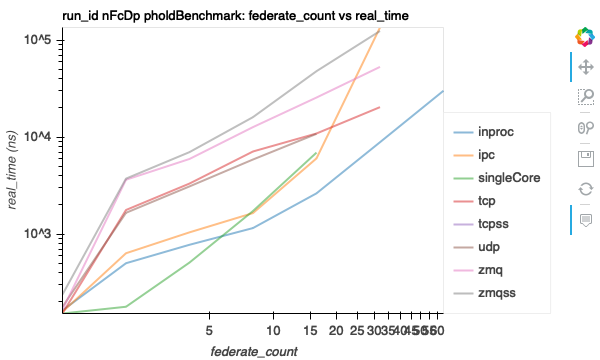 run_id nFcDp pholdBenchmark: federate_count vs real_time
10^5
10^4
10^3
real_time (ns)
inproc
ipc
singleCore
tcp
tcpss
udp
zmq
zmqss
5 10 15 20 25 30 35 40 45 50 55 60
federate_count